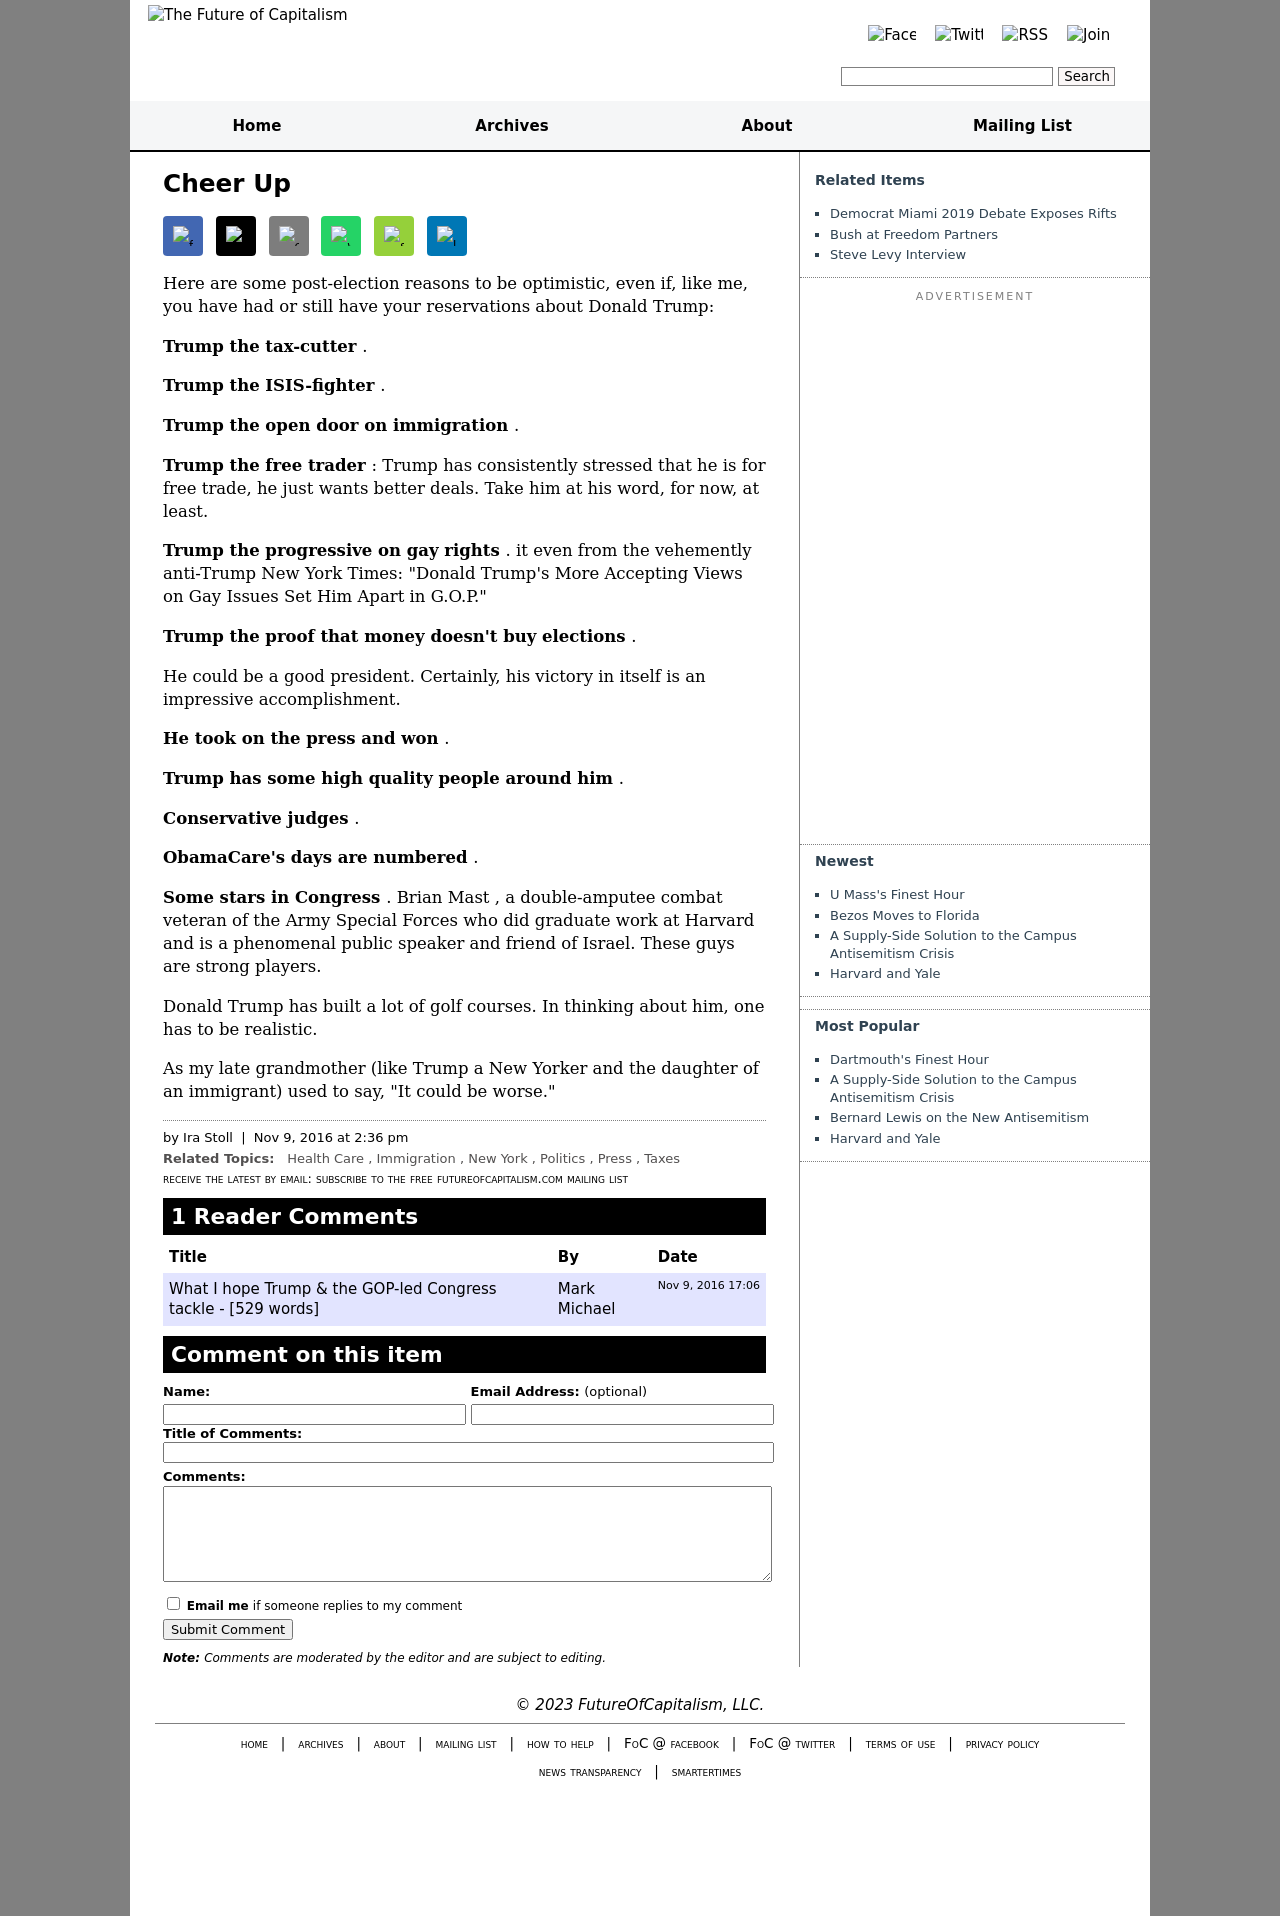 The Future of Capitalism
Face
Twitt
RSS
Join
Search
Home
Archives
About
Mailing List
Cheer Up
Here are some post-election reasons to be optimistic, even if, like me,
you have had or still have your reservations about Donald Trump:
Trump the tax-cutter .
Trump the ISIS-fighter .
Trump the open door on immigration .
Trump the free trader : Trump has consistently stressed that he is for
free trade, he just wants better deals. Take him at his word, for now, at
least.
Trump the progressive on gay rights . it even from the vehemently
anti-Trump New York Times: "Donald Trump's More Accepting Views
on Gay Issues Set Him Apart in G.O.P."
Trump the proof that money doesn't buy elections .
He could be a good president. Certainly, his victory in itself is an
impressive accomplishment.
He took on the press and won .
Trump has some high quality people around him .
Conservative judges .
ObamaCare's days are numbered .
Some stars in Congress . Brian Mast , a double-amputee combat
veteran of the Army Special Forces who did graduate work at Harvard
and is a phenomenal public speaker and friend of Israel. These guys
are strong players.
Donald Trump has built a lot of golf courses. In thinking about him, one
has to be realistic.
As my late grandmother (like Trump a New Yorker and the daughter of
an immigrant) used to say, "It could be worse."
by Ira Stoll | Nov 9, 2016 at 2:36 pm
Related Topics: Health Care , Immigration , New York , Politics , Press , Taxes
receive the latest by email: subscribe to the free futureofcapitalism.com mailing list
1 Reader Comments
Title
By
Date
What I hope Trump & the GOP-led Congress
tackle - [529 words]
Mark
Michael
Nov 9, 2016 17:06
Comment on this item
Name:
Email Address: (optional)
Title of Comments:
Comments:
Email me if someone replies to my comment
Submit Comment
Note: Comments are moderated by the editor and are subject to editing.
Related Items
Democrat Miami 2019 Debate Exposes Rifts
Bush at Freedom Partners
Steve Levy Interview
ADVERTISEMENT
Newest
U Mass's Finest Hour
Bezos Moves to Florida
A Supply-Side Solution to the Campus
Antisemitism Crisis
Harvard and Yale
Most Popular
Dartmouth's Finest Hour
A Supply-Side Solution to the Campus
Antisemitism Crisis
Bernard Lewis on the New Antisemitism
Harvard and Yale
© 2023 FutureOfCapitalism, LLC.
home | archives | about | mailing list | how to help | FoC @ facebook | FoC @ twitter | terms of use | privacy policy
news transparency | smartertimes